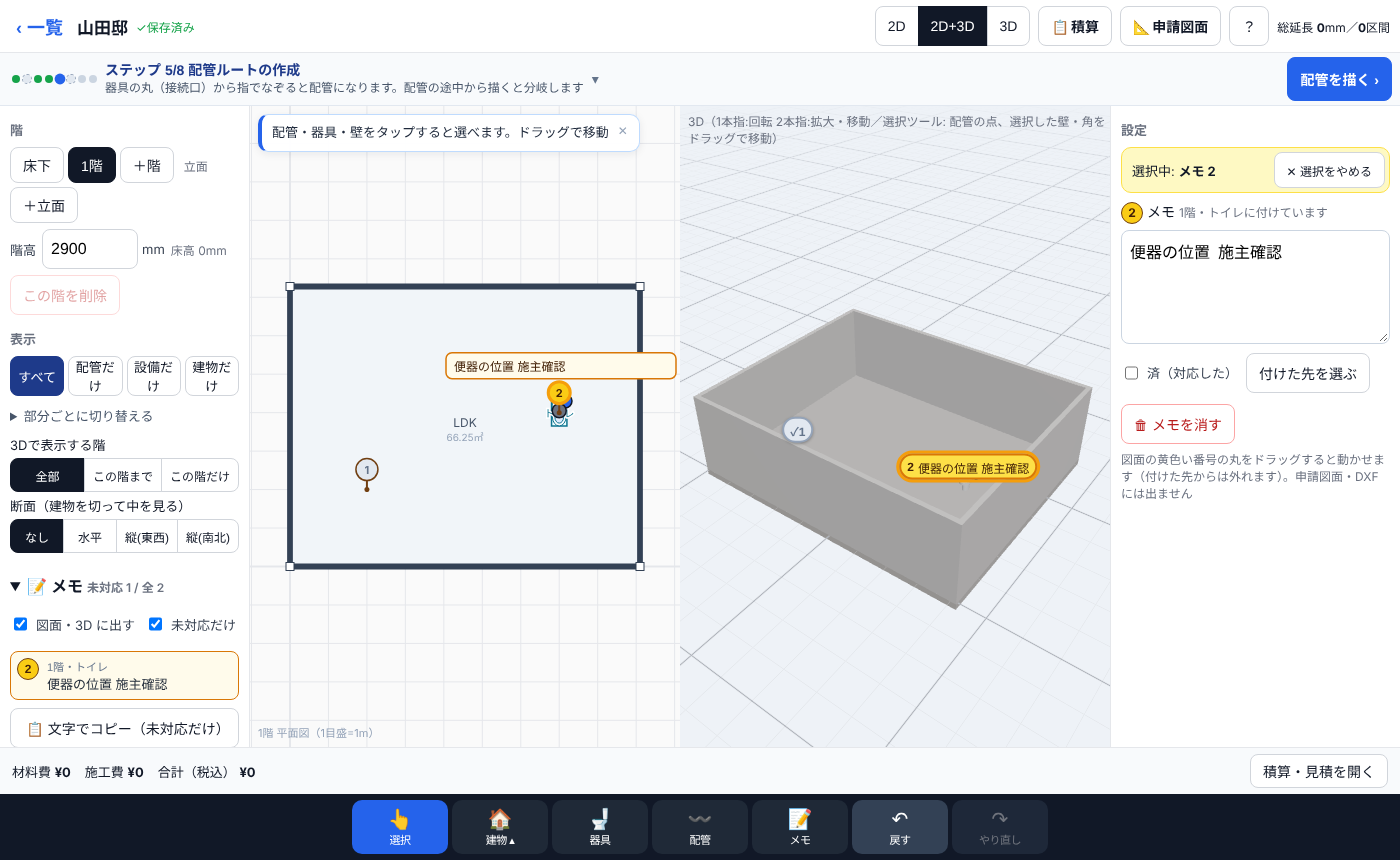 ‹ 一覧 山田邸 ✓保存済み 2D 2D+3D 3D 📋 積算 📐 申請図面 ? 総延長 0mm／0区間
ステップ 5/8 配管ルートの作成
器具の丸（接続口）から指でなぞると配管になります。配管の途中から描くと分岐します ▼
配管を描く ›
階
床下 1階 ＋階 立面
＋立面
階高 2900 mm 床高 0mm
この階を削除
表示
すべて 配管だけ 設備だけ 建物だけ
▶ 部分ごとに切り替える
3Dで表示する階
全部 この階まで この階だけ
断面（建物を切って中を見る）
なし 水平 縦(東西) 縦(南北)
▼ 📝 メモ 未対応 1 / 全 2
図面・3D に出す 未対応だけ
2 1階・トイレ
便器の位置 施主確認
📋 文字でコピー（未対応だけ）
配管・器具・壁をタップすると選べます。ドラッグで移動 ×
便器の位置 施主確認
2
LDK
66.25㎡
1
1階 平面図（1目盛=1m）
3D（1本指:回転 2本指:拡大・移動／選択ツール: 配管の点、選択した壁・角を
ドラッグで移動）
✓1
2 便器の位置 施主確認
設定
選択中: メモ 2 ✕ 選択をやめる
2 メモ 1階・トイレに付けています
便器の位置 施主確認
済（対応した） 付けた先を選ぶ
🗑 メモを消す
図面の黄色い番号の丸をドラッグすると動かせま
す（付けた先からは外れます）。申請図面・DXF
には出ません
材料費 ¥0 施工費 ¥0 合計（税込） ¥0 積算・見積を開く
選択 建物▲ 器具 配管 メモ 戻す やり直し